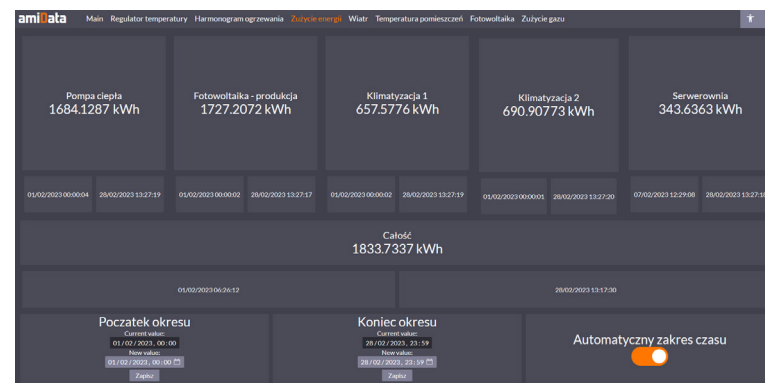 amiData Main Regulator temperatury Harmonogram ogrzewania Zużycie energii Wiatr Temperatura pomieszczeń Fotowoltaika Zużycie gazu
Pompa ciepła
1684.1287 kWh
Fotowoltaika - produkcja
1727.2072 kWh
Klimatyzacja 1
657.5776 kWh
Klimatyzacja 2
690.90773 kWh
Serwerownia
343.6363 kWh
01/02/2023 00:00:04 28/02/2023 13:27:19 01/02/2023 00:00:02 28/02/2023 13:27:17 01/02/2023 00:00:02 28/02/2023 13:27:19 01/02/2023 00:00:01 28/02/2023 13:27:20 07/02/2023 12:29:08 28/02/2023 13:27:18
Całość
1833.7337 kWh
01/02/2023 06:26:12 28/02/2023 13:17:30
Początek okresu
Current value:
01/02/2023, 00:00
New value:
01/02/2023, 00:00
Zapisz
Koniec okresu
Current value:
28/02/2023, 23:59
New value:
28/02/2023, 23:59
Zapisz
Automatyczny zakres czasu